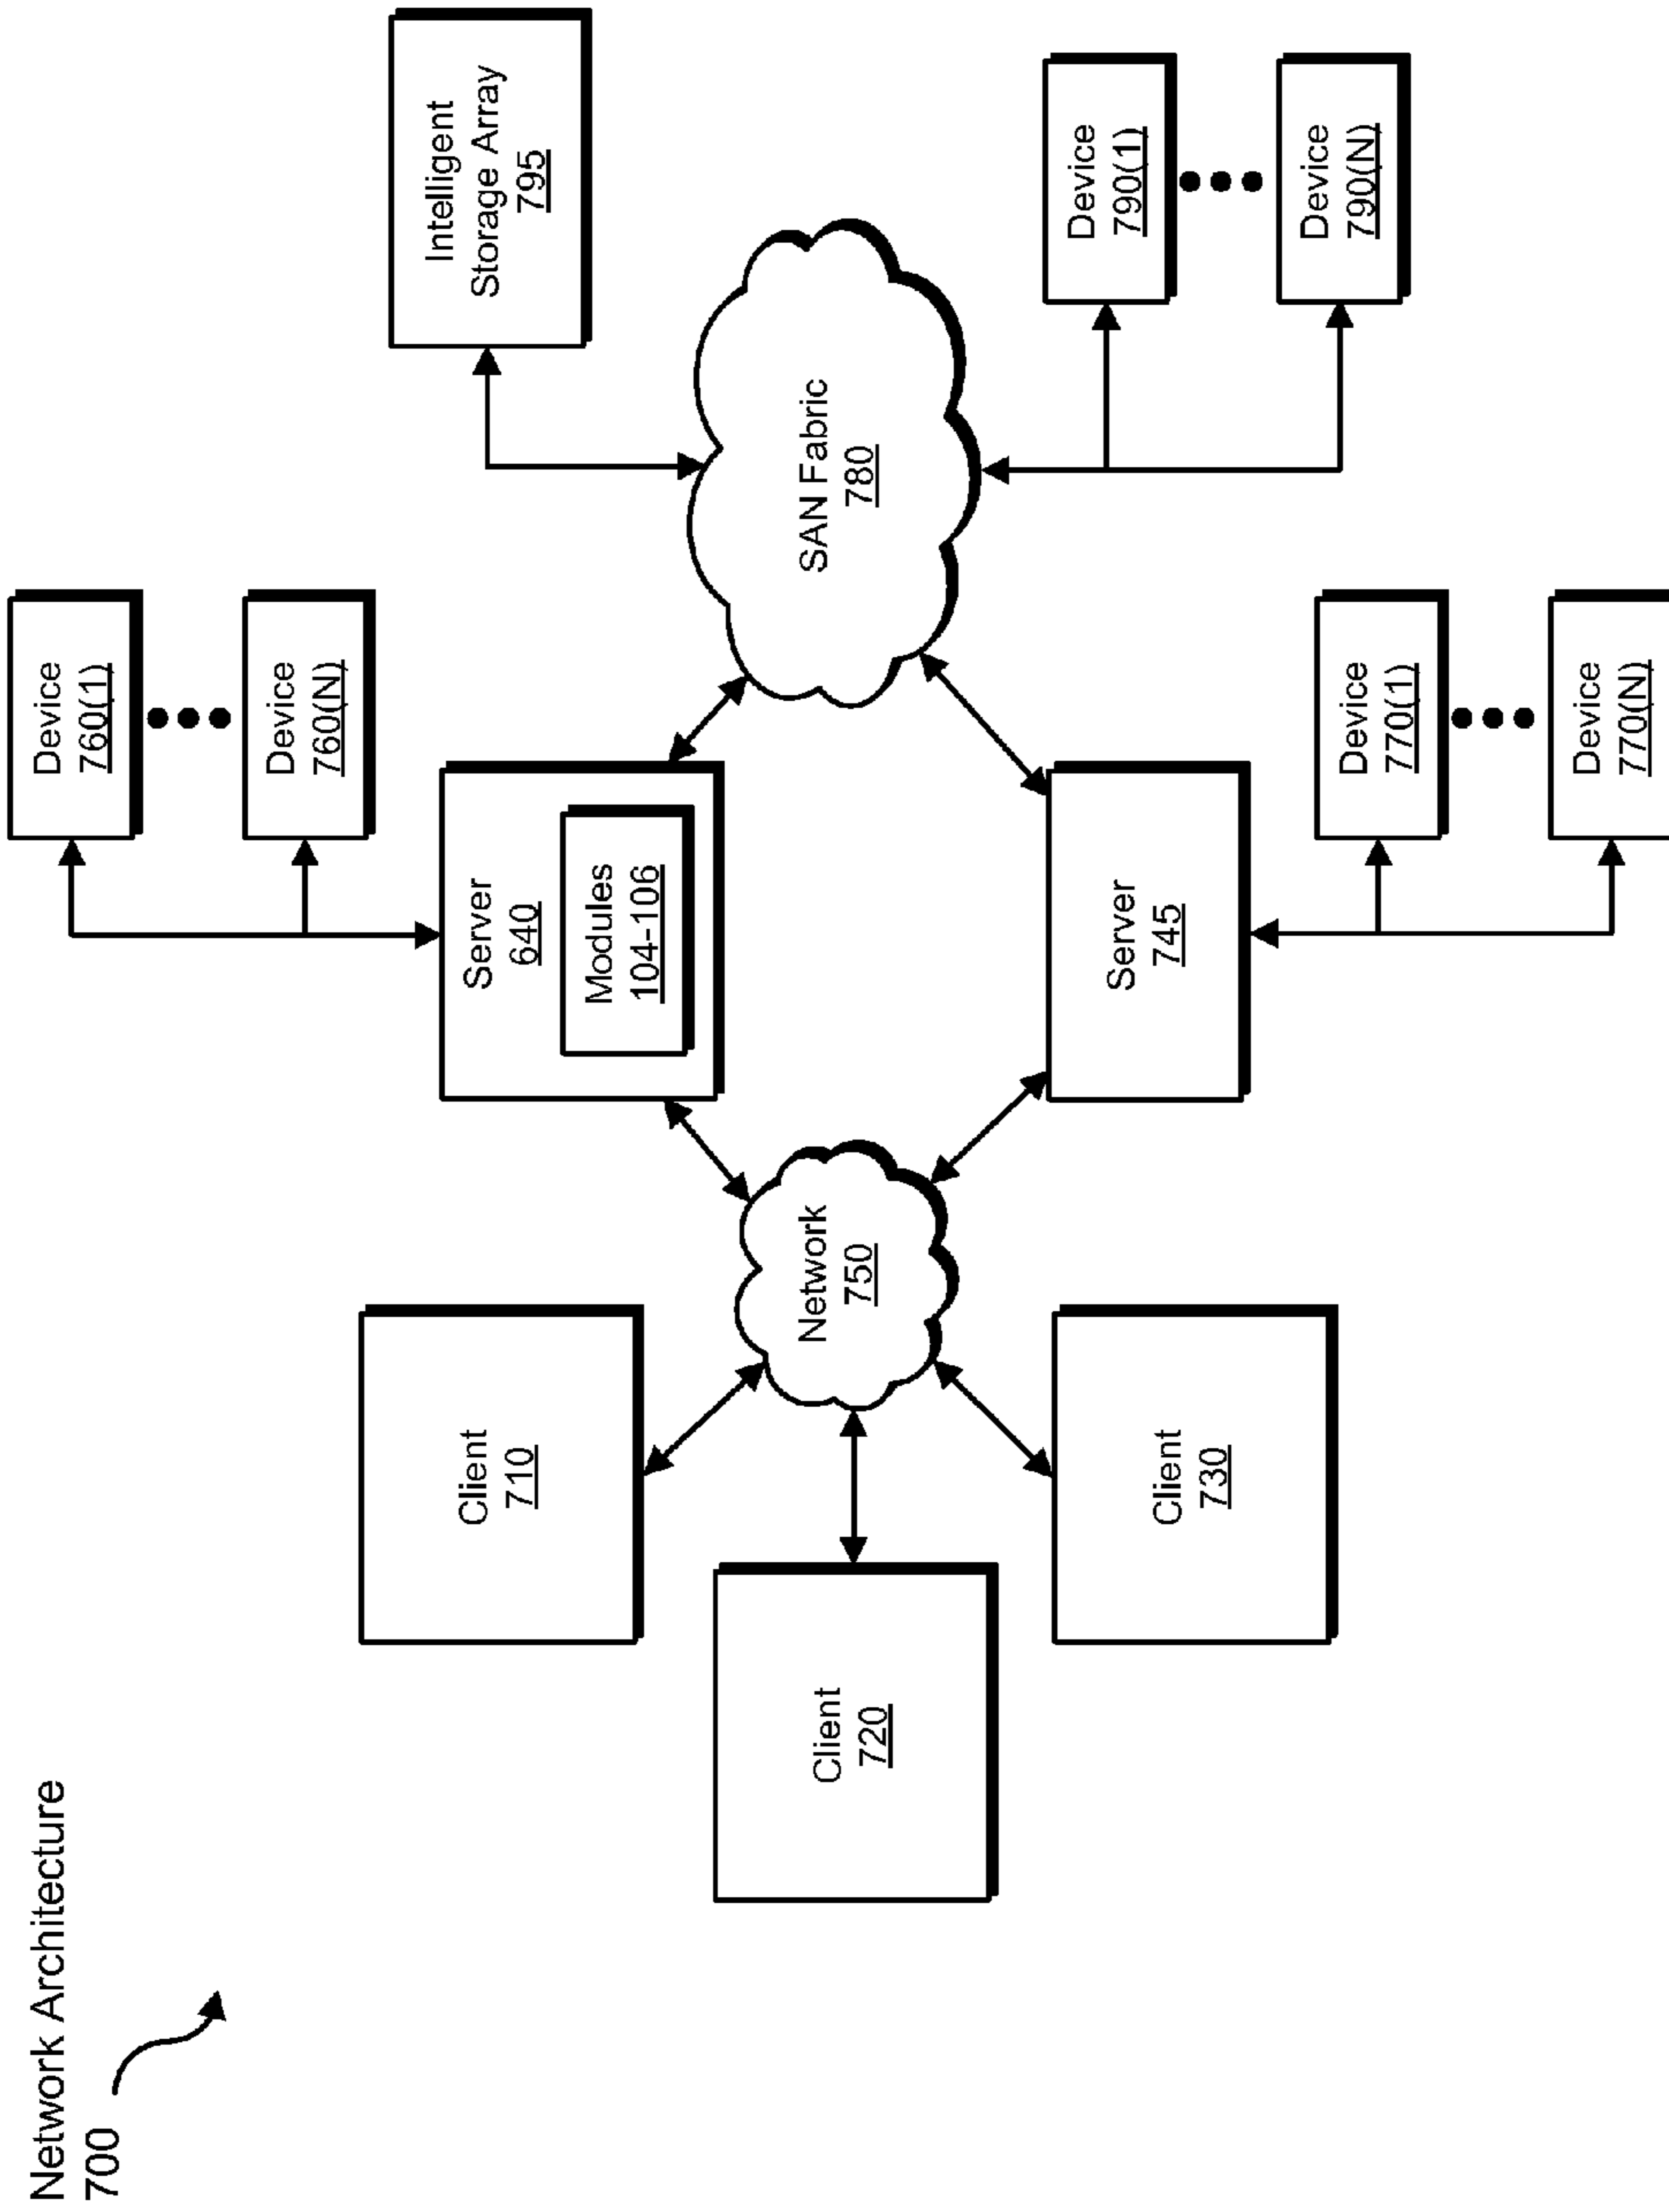 Network Architecture
700
Client
710
Client
720
Client
730
Network
750
Server
640
Modules
104-106
Server
745
Device
760(1)
Device
760(N)
Device
770(1)
Device
770(N)
SAN Fabric
780
Intelligent
Storage Array
795
Device
790(1)
Device
790(N)